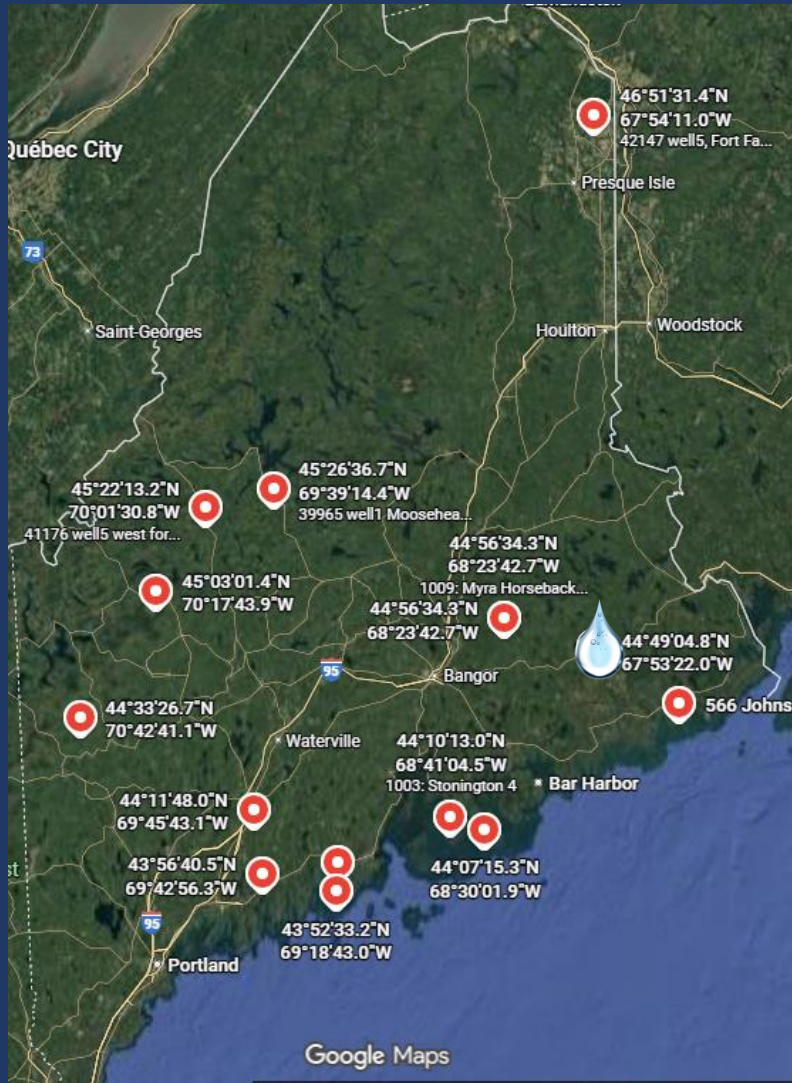 46°51'31.4"N
67°54'11.0"W
42147 well5, Fort Fa...
Québec City
Presque Isle
73
Saint-Georges
Houlton
Woodstock
45°26'36.7"N
69°39'14.4"W
39965 well1 Moosehea...
45°22'13.2"N
70°01'30.8"W
41176 well5 west for...
44°56'34.3"N
68°23'42.7"W
1009: Myra Horseback...
45°03'01.4"N
70°17'43.9"W
44°56'34.3"N
68°23'42.7"W
44°49'04.8"N
67°53'22.0"W
95
Bangor
566 Johns
44°33'26.7"N
70°42'41.1"W
Waterville
44°10'13.0"N
68°41'04.5"W
1003: Stonington 4
Bar Harbor
44°11'48.0"N
69°45'43.1"W
43°56'40.5"N
69°42'56.3"W
44°07'15.3"N
68°30'01.9"W
95
43°52'33.2"N
69°18'43.0"W
Portland
Google Maps